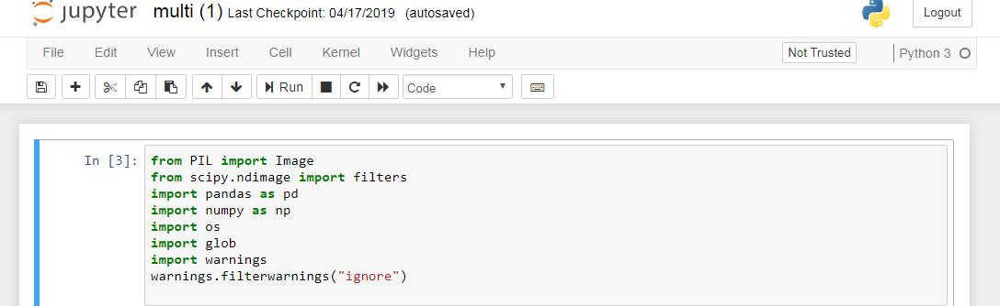 jupyter multi (1) Last Checkpoint: 04/17/2019 (autosaved) Logout
File Edit View Insert Cell Kernel Widgets Help Not Trusted Python 3
Run Code
In [3]: from PIL import Image
from scipy.ndimage import filters
import pandas as pd
import numpy as np
import os
import glob
import warnings
warnings.filterwarnings("ignore")